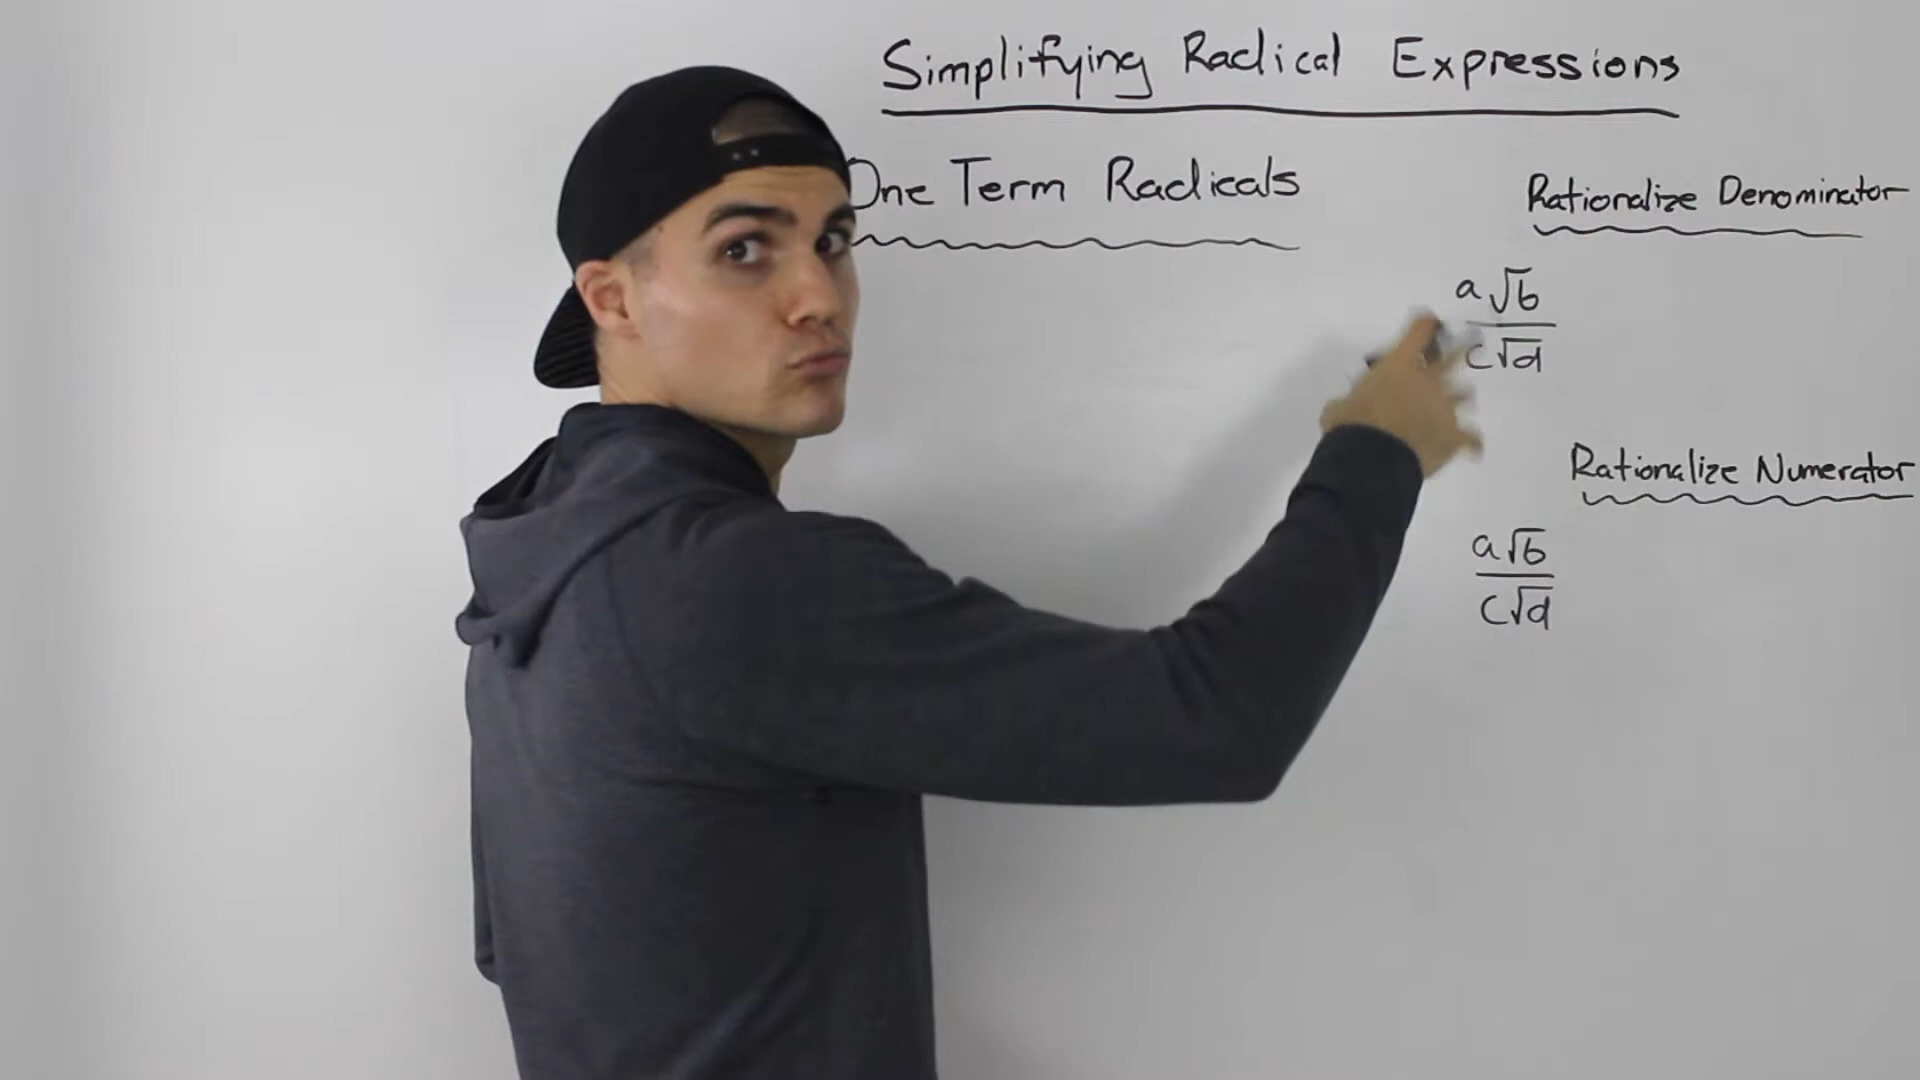 Simplifying Radical Expressions
One Term Radicals
Rationalize Denominator
a√b
c√d
Rationalize Numerator
a√b
c√d